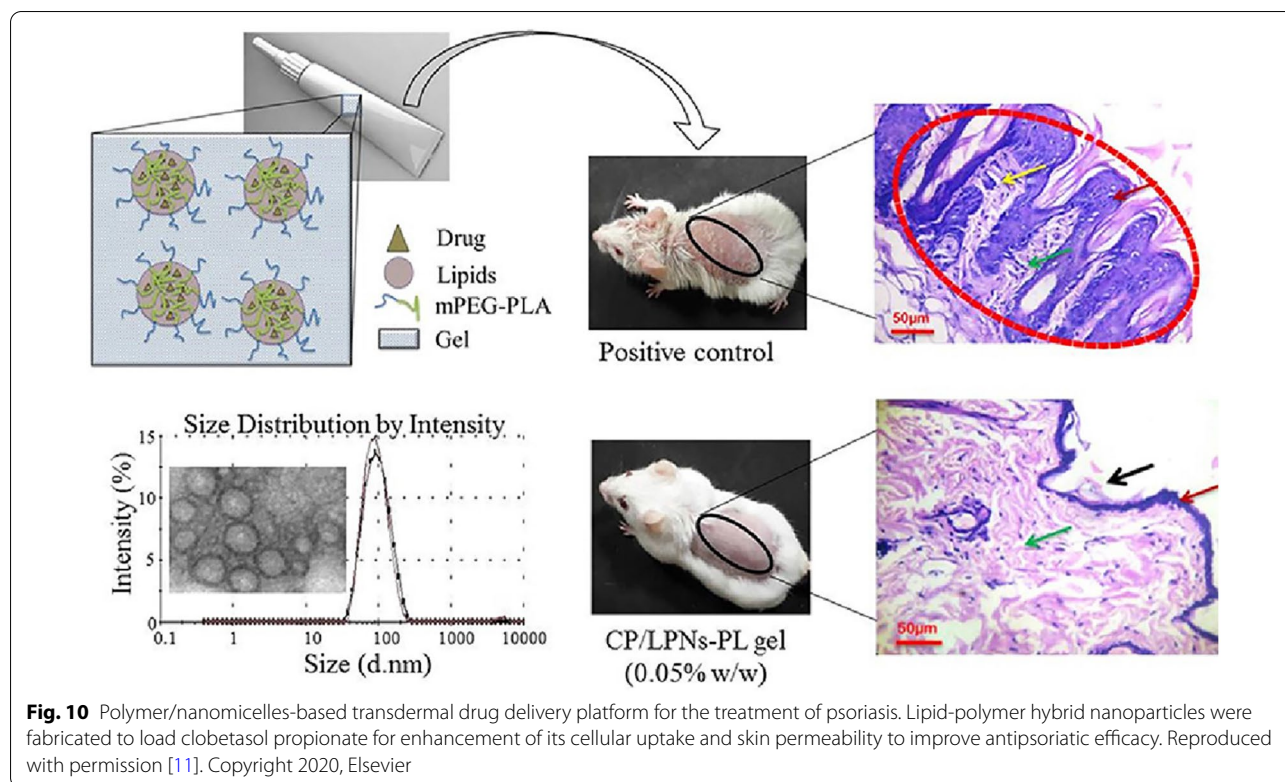 Drug
Lipids
mPEG-PLA
Gel
Positive control
50μm
Size Distribution by Intensity
Intensity (%)
15
10
5
0
0.1 1 10 100 1000 10000
Size (d.nm)
CP/LPNs-PL gel
(0.05% w/w)
50μm
Fig. 10 Polymer/nanomicelles-based transdermal drug delivery platform for the treatment of psoriasis. Lipid-polymer hybrid nanoparticles were
fabricated to load clobetasol propionate for enhancement of its cellular uptake and skin permeability to improve antipsoriatic efficacy. Reproduced
with permission [11]. Copyright 2020, Elsevier